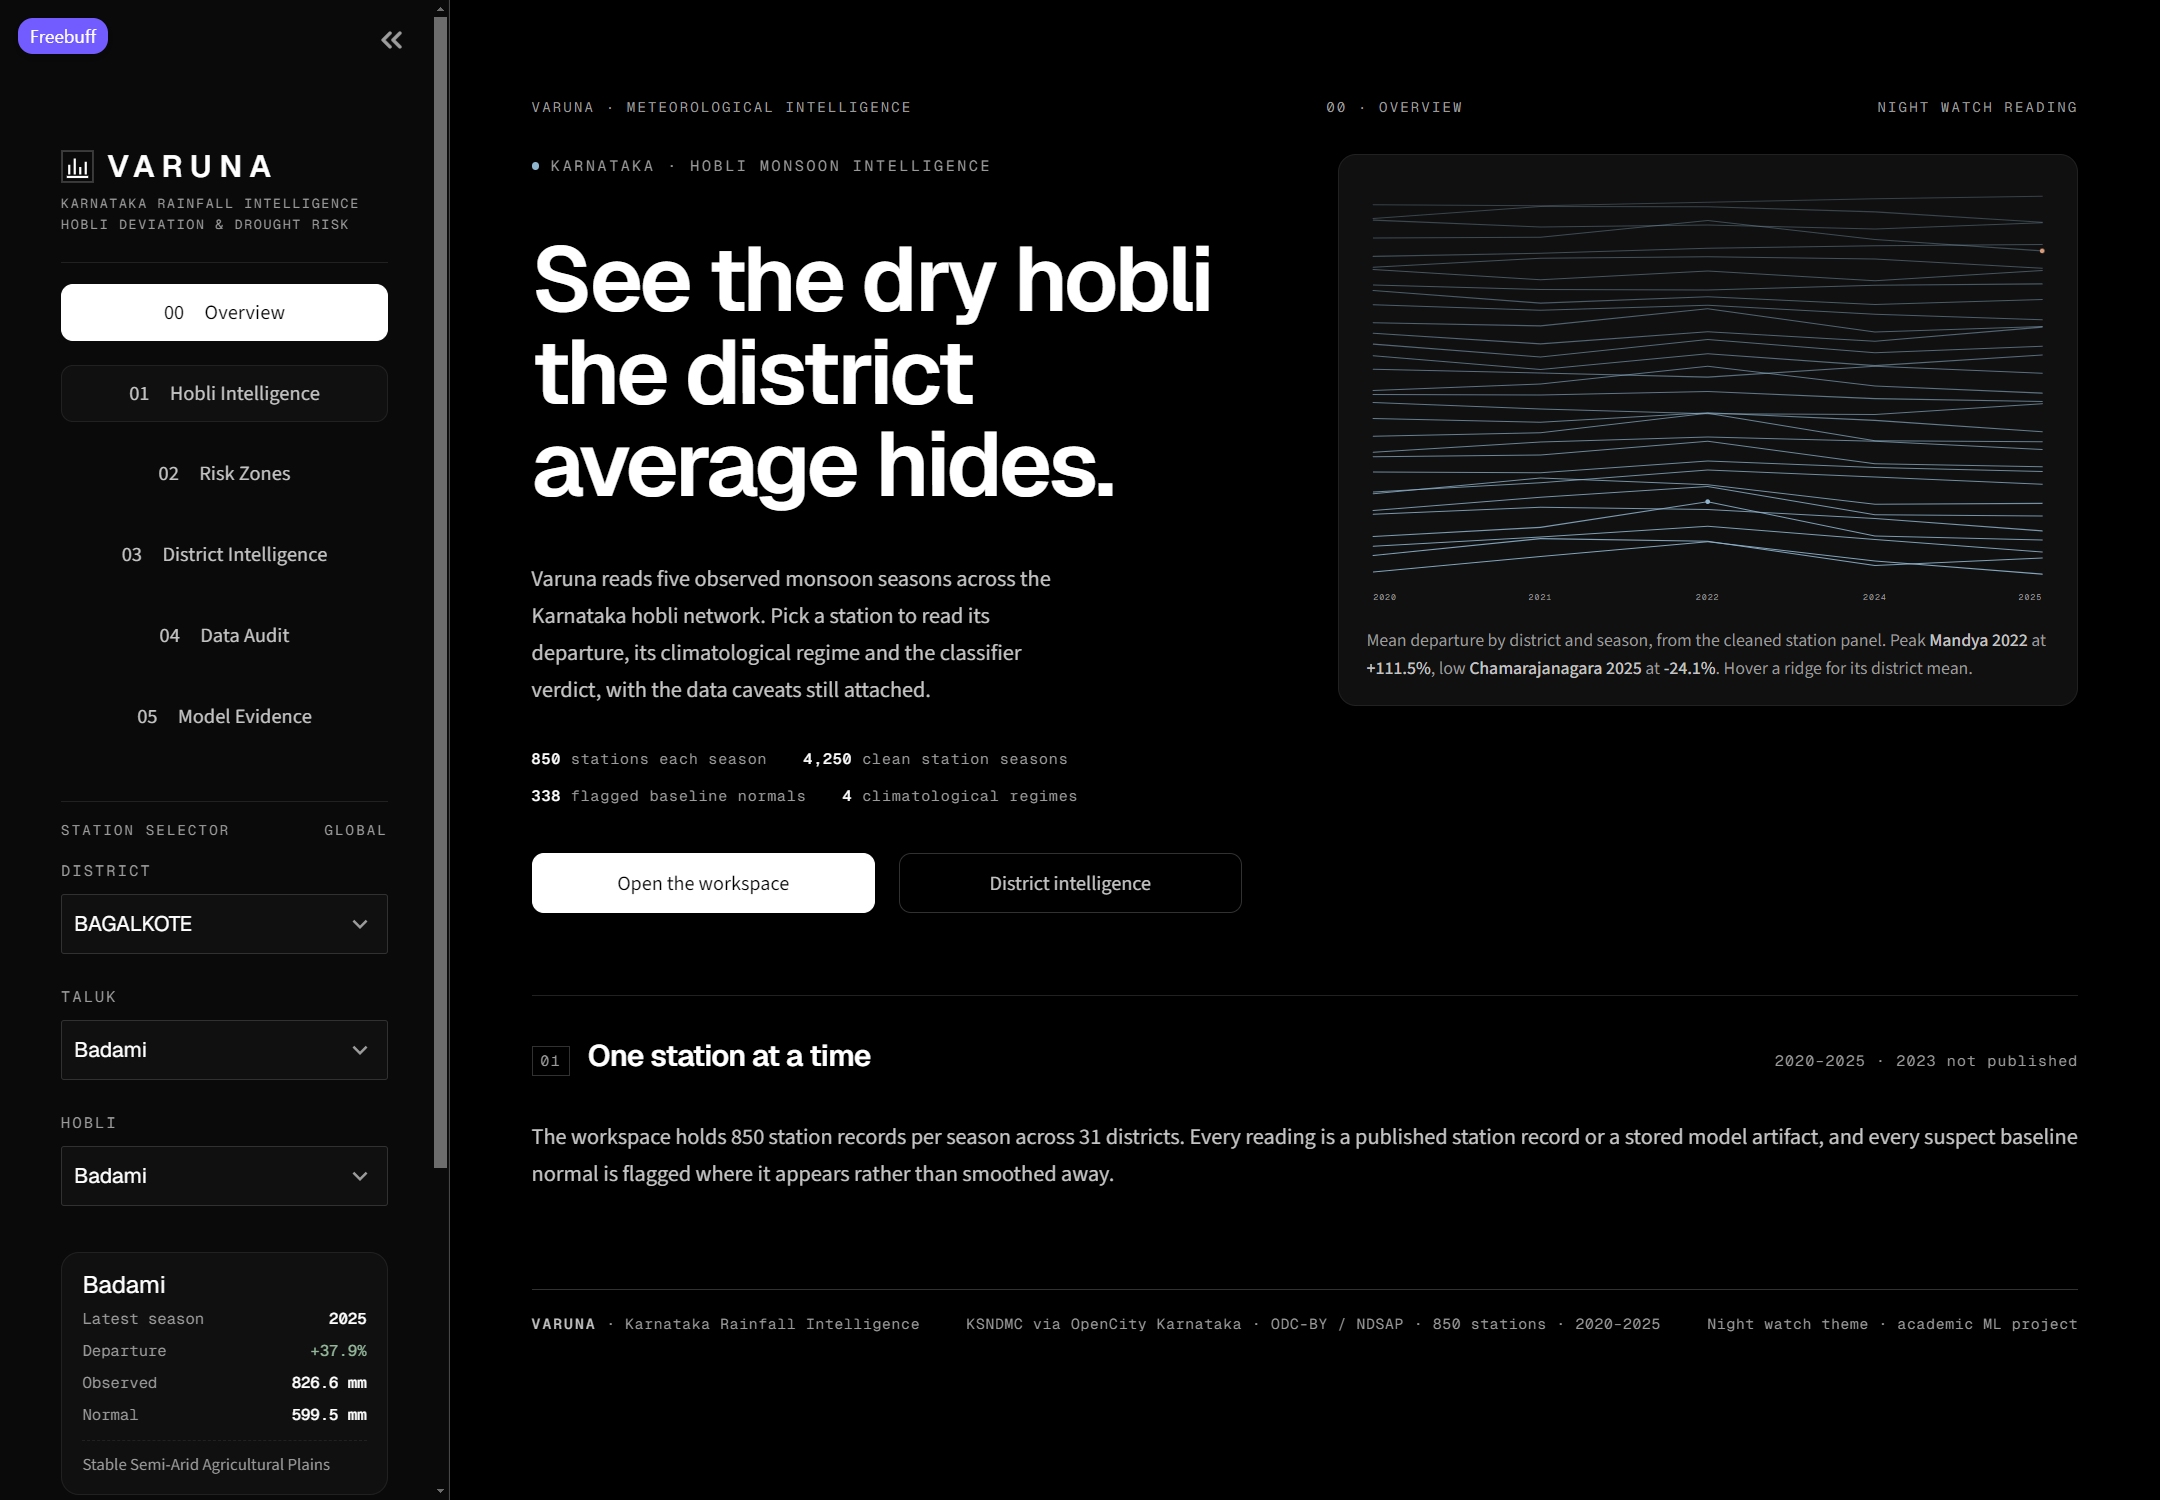 Freebuff
VARUNA
KARNATAKA RAINFALL INTELLIGENCE
HOBLI DEVIATION & DROUGHT RISK
00 Overview
01 Hobli Intelligence
02 Risk Zones
03 District Intelligence
04 Data Audit
05 Model Evidence
STATION SELECTOR GLOBAL
DISTRICT
BAGALKOTE
TALUK
Badami
HOBLI
Badami
Badami
Latest season 2025
Departure +37.9%
Observed 826.6 mm
Normal 599.5 mm
Stable Semi-Arid Agricultural Plains
VARUNA · METEOROLOGICAL INTELLIGENCE 00 · OVERVIEW NIGHT WATCH READING
KARNATAKA · HOBLI MONSOON INTELLIGENCE
See the dry hobli
the district
average hides.
Varuna reads five observed monsoon seasons across the
Karnataka hobli network. Pick a station to read its
departure, its climatological regime and the classifier
verdict, with the data caveats still attached.
850 stations each season 4,250 clean station seasons
338 flagged baseline normals 4 climatological regimes
Open the workspace District intelligence
2020 2021 2022 2024 2025
Mean departure by district and season, from the cleaned station panel. Peak Mandya 2022 at
+111.5%, low Chamarajanagara 2025 at -24.1%. Hover a ridge for its district mean.
01 One station at a time 2020-2025 · 2023 not published
The workspace holds 850 station records per season across 31 districts. Every reading is a published station record or a stored model artifact, and every suspect baseline
normal is flagged where it appears rather than smoothed away.
VARUNA · Karnataka Rainfall Intelligence KSNDMC via OpenCity Karnataka · ODC-BY / NDSAP · 850 stations · 2020-2025 Night watch theme · academic ML project